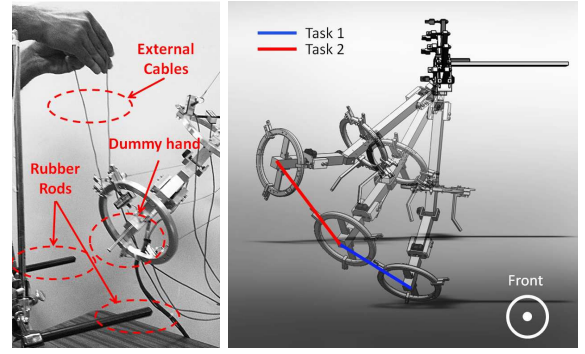 External
Cables
Dummy hand
Rubber
Rods
Task 1
Task 2
Front